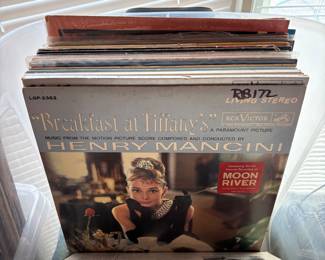 RB172
LSP-2362
LIVING STEREO
"Breakfast at Tiffany's"
RCA VICTOR
A PARAMOUNT PICTURE
MUSIC FROM THE MOTION PICTURE SCORE COMPOSED AND CONDUCTED BY
HENRY MANCINI
MOON
RIVER